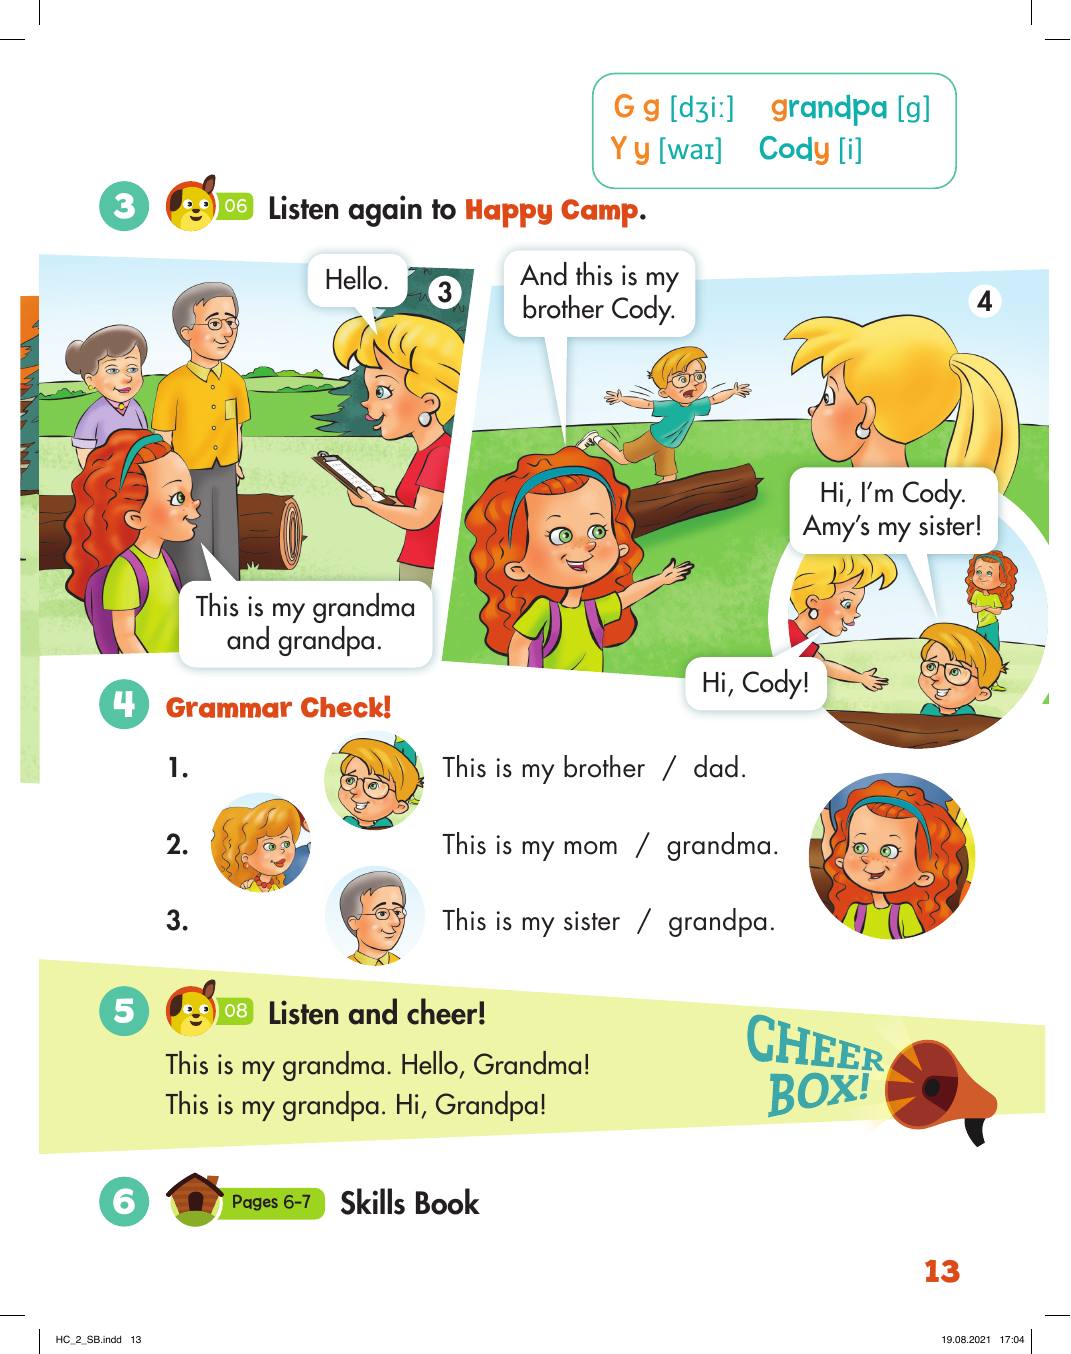 G g [dʒiː] grandpa [g]
Y y [waɪ] Cody [i]
3 06 Listen again to Happy Camp.
Hello.
3
This is my grandma
and grandpa.
And this is my
brother Cody.
4
Hi, I'm Cody.
Amy's my sister!
Hi, Cody!
4 Grammar Check!
1. This is my brother / dad.
2. This is my mom / grandma.
3. This is my sister / grandpa.
5 08 Listen and cheer!
This is my grandma. Hello, Grandma!
This is my grandpa. Hi, Grandpa!
CHEER
BOX!
6 Pages 6-7 Skills Book
13
HC_2_SB.indd 13
19.08.2021 17:04